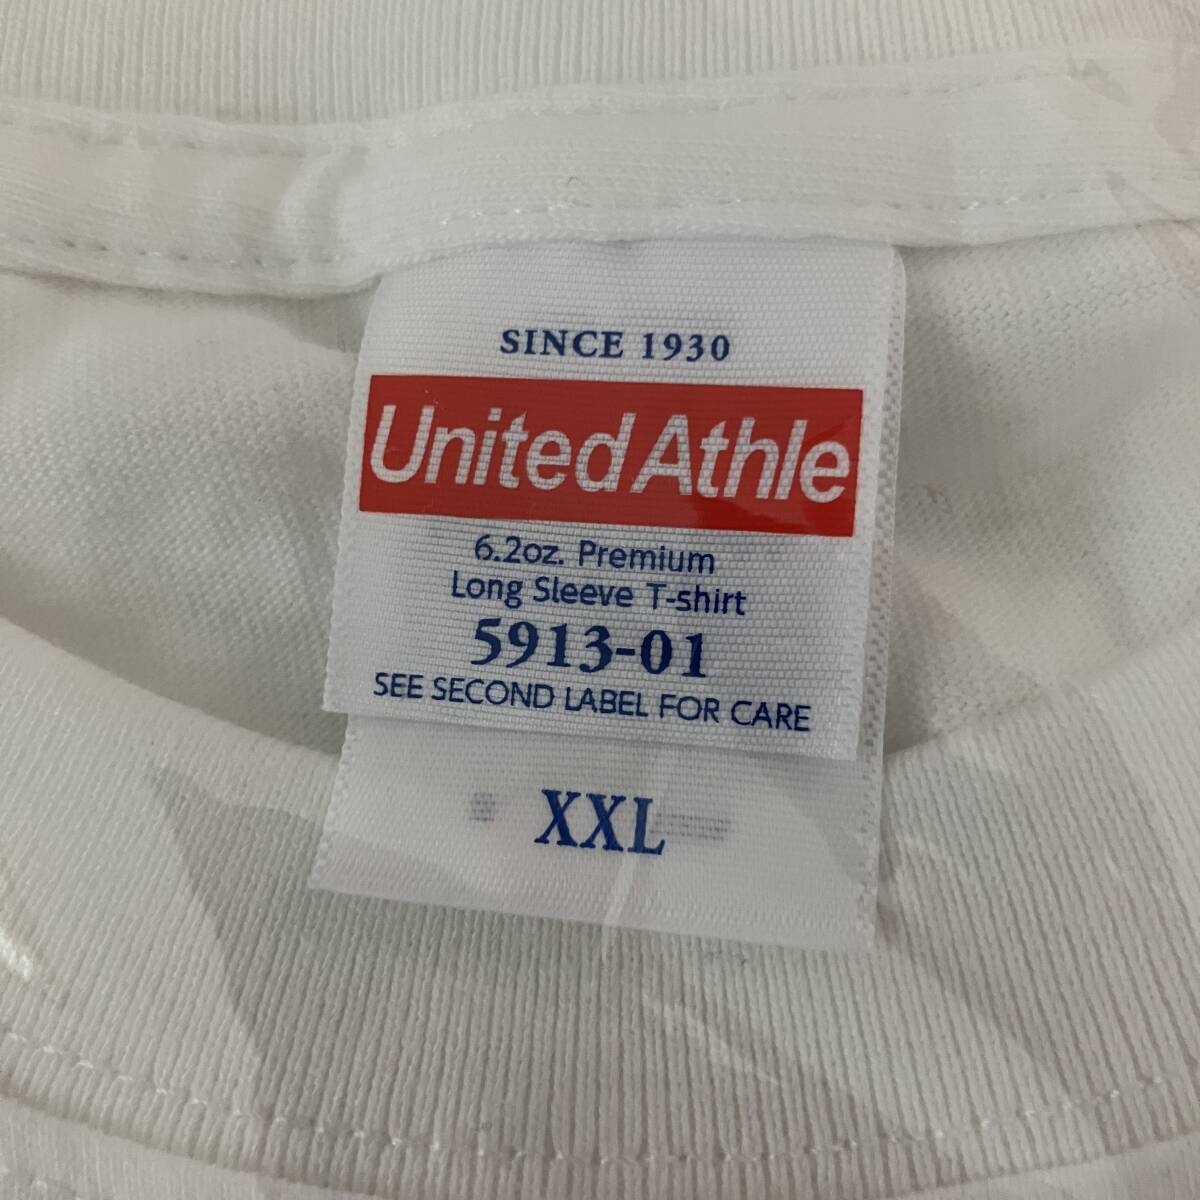 SINCE 1930
United Athle
6.2oz. Premium
Long Sleeve T-shirt
5913-01
SEE SECOND LABEL FOR CARE
XXL